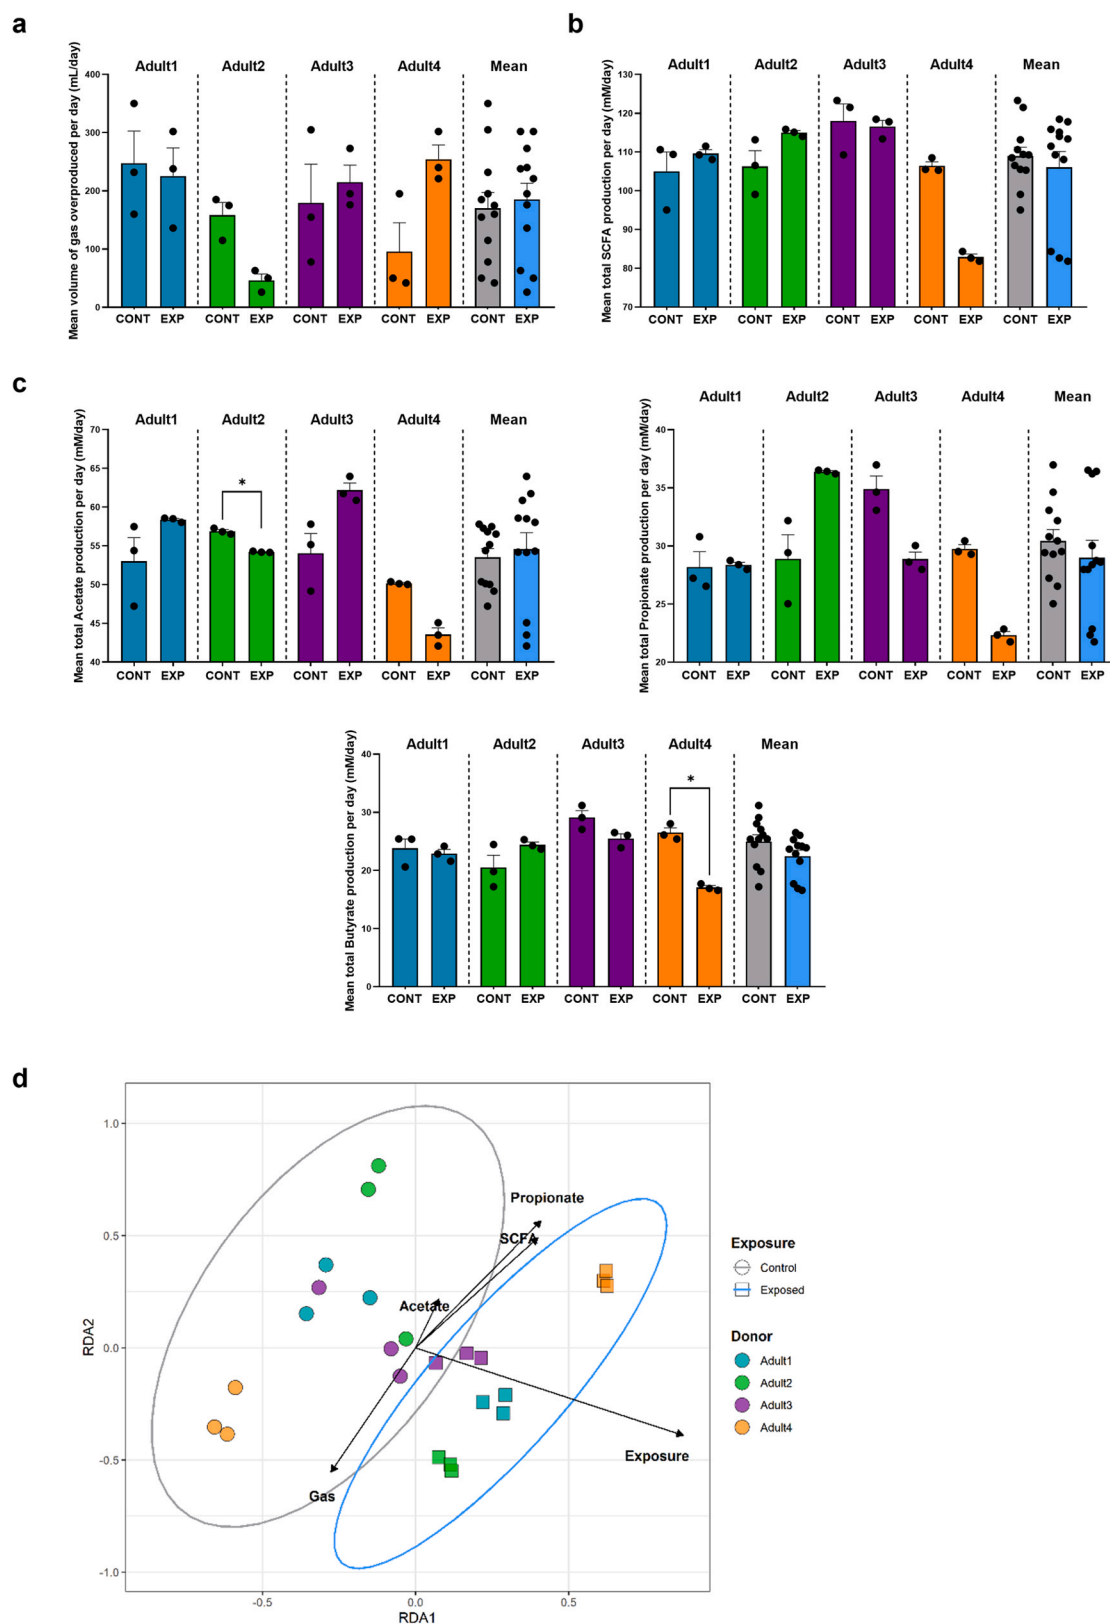 a
Adult1 Adult2 Adult3 Adult4 Mean
Mean volume of gas overproduced per day (mL/day)
400
300
200
100
0
CONT EXP CONT EXP CONT EXP CONT EXP CONT EXP
b
Adult1 Adult2 Adult3 Adult4 Mean
Mean total SCFA production per day (mM/day)
130
120
110
100
90
80
70
CONT EXP CONT EXP CONT EXP CONT EXP CONT EXP
c
Adult1 Adult2 Adult3 Adult4 Mean
Mean total Acetate production per day (mM/day)
70
65
60
55
50
45
40
*
CONT EXP CONT EXP CONT EXP CONT EXP CONT EXP
Adult1 Adult2 Adult3 Adult4 Mean
Mean total Propionate production per day (mM/day)
40
35
30
25
20
CONT EXP CONT EXP CONT EXP CONT EXP CONT EXP
Adult1 Adult2 Adult3 Adult4 Mean
Mean total Butyrate production per day (mM/day)
40
30
20
10
0
*
CONT EXP CONT EXP CONT EXP CONT EXP CONT EXP
d
RDA2
1.0
0.5
0.0
-0.5
-1.0
Propionate
SCFA
Acetate
Exposure
Gas
-0.5 0.0 0.5
RDA1
Exposure
Control
Exposed
Donor
Adult1
Adult2
Adult3
Adult4